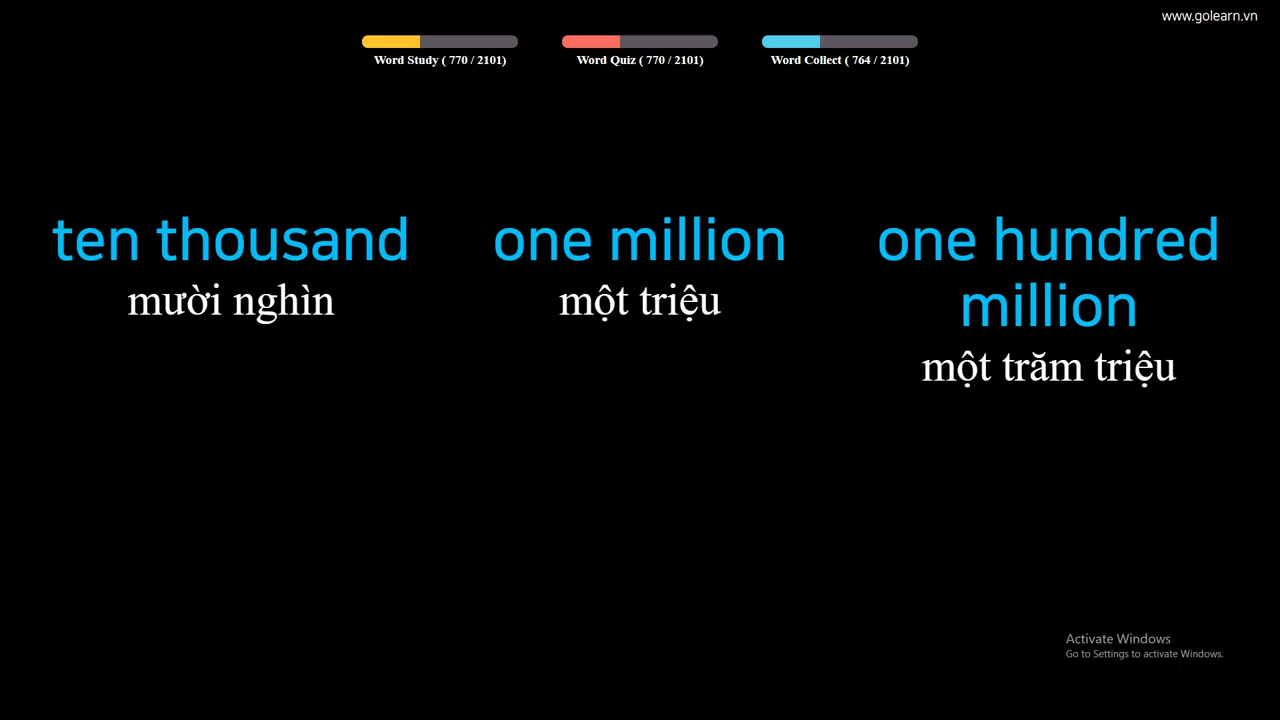 www.golearn.vn
Word Study ( 770 / 2101)
Word Quiz ( 770 / 2101)
Word Collect ( 764 / 2101)
ten thousand
mười nghìn
one million
một triệu
one hundred
million
một trăm triệu
Activate Windows
Go to Settings to activate Windows.